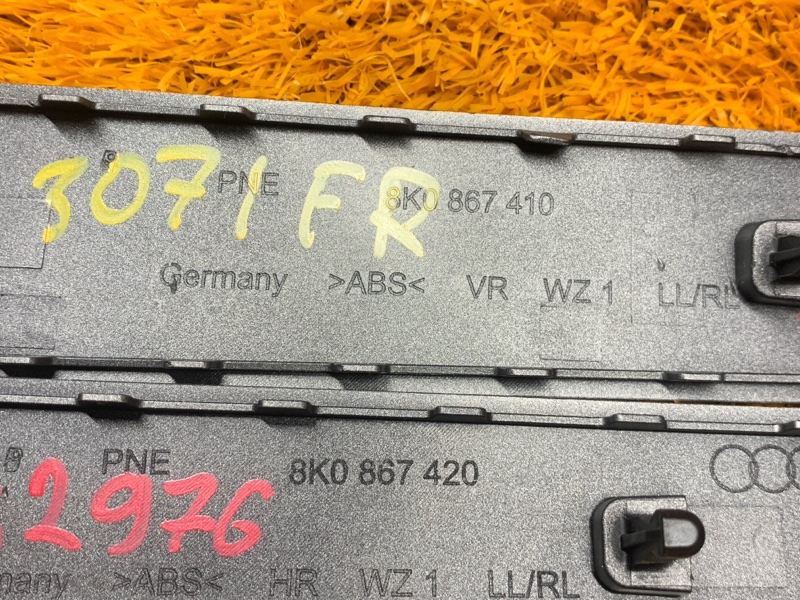 3071 FR
PNE 8K0 867 410
Germany >ABS< VR WZ 1 LL/RL
PNE 8K0 867 420
2976
many >ABS< HR WZ 1 LL/RL